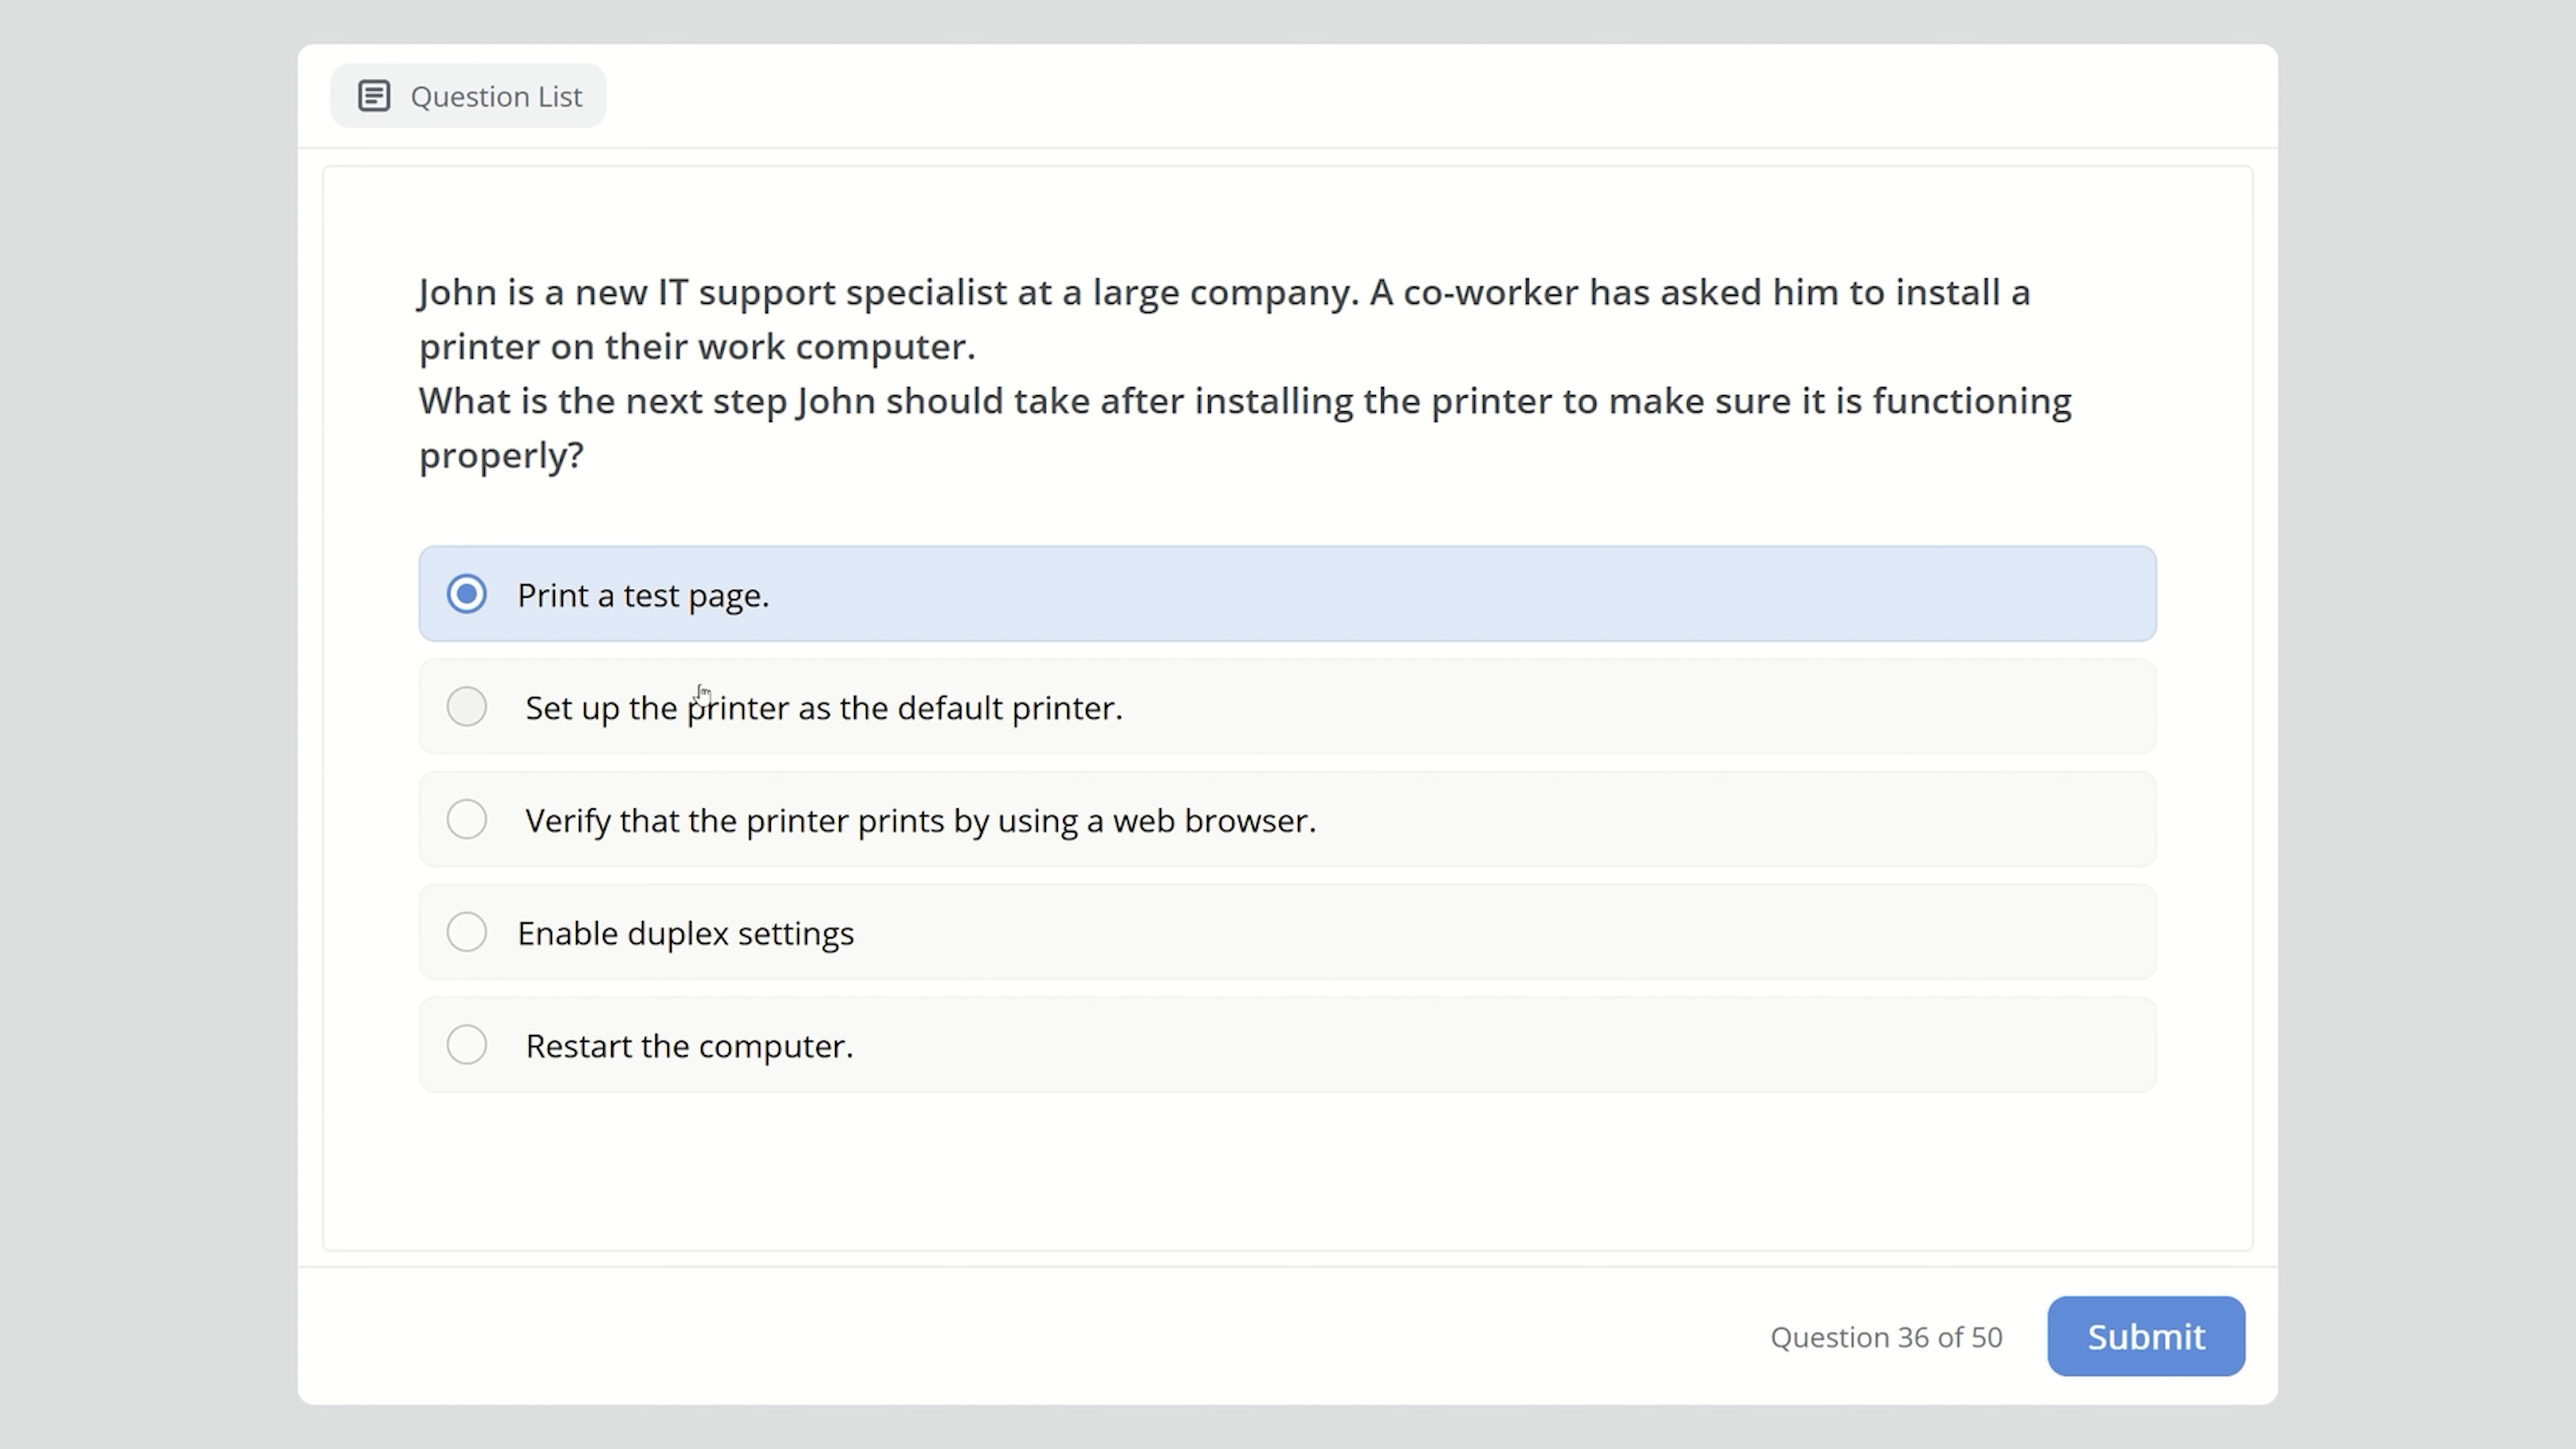 Question List
John is a new IT support specialist at a large company. A co-worker has asked him to install a
printer on their work computer.
What is the next step John should take after installing the printer to make sure it is functioning
properly?
Print a test page.
Set up the printer as the default printer.
Verify that the printer prints by using a web browser.
Enable duplex settings
Restart the computer.
Question 36 of 50
Submit